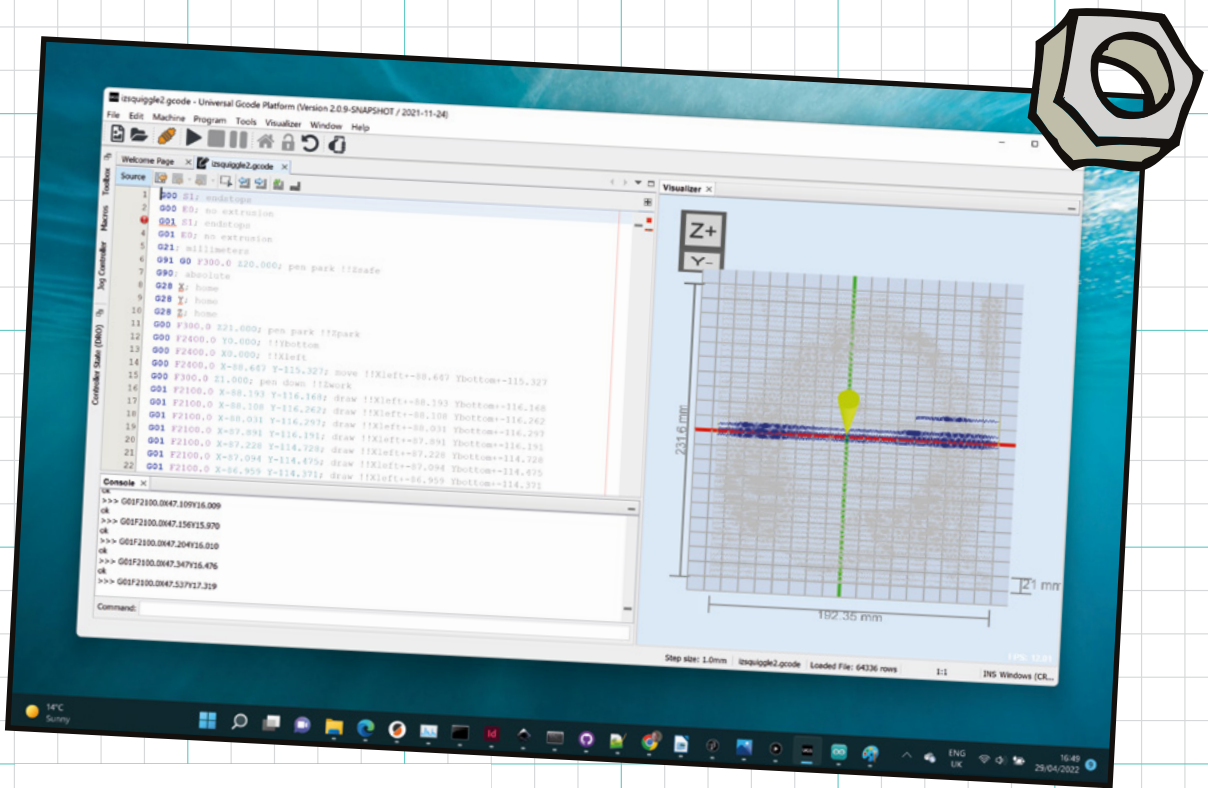 izsquiggle2.gcode - Universal Gcode Platform (Version 2.0.9-SNAPSHOT / 2021-11-24)
File Edit Machine Program Tools Visualizer Window Help
Welcome Page izsquiggle2.gcode
Source
Toolbox
Macros
Jog Controller
Controller State (DRO)
1 G00 S1; endstops
2 G00 E0; no extrusion
G01 S1; endstops
4 G01 E0; no extrusion
5 G21; millimeters
6 G91 G0 F300.0 Z20.000; pen park !!Zsafe
7 G90; absolute
8 G28 X; home
9 G28 Y; home
10 G28 Z; home
11 G00 F300.0 Z21.000; pen park !!Zpark
12 G00 F2400.0 Y0.000; !!Ybottom
13 G00 F2400.0 X0.000; !!Xleft
14 G00 F2400.0 X-88.647 Y-115.327; move !!Xleft+-88.647 Ybottom+-115.327
15 G00 F300.0 Z1.000; pen down !!Zwork
16 G01 F2100.0 X-88.193 Y-116.168; draw !!Xleft+-88.193 Ybottom+-116.168
17 G01 F2100.0 X-88.108 Y-116.262; draw !!Xleft+-88.108 Ybottom+-116.262
18 G01 F2100.0 X-88.031 Y-116.297; draw !!Xleft+-88.031 Ybottom+-116.297
19 G01 F2100.0 X-87.891 Y-116.191; draw !!Xleft+-87.891 Ybottom+-116.191
20 G01 F2100.0 X-87.228 Y-114.728; draw !!Xleft+-87.228 Ybottom+-114.728
21 G01 F2100.0 X-87.094 Y-114.475; draw !!Xleft+-87.094 Ybottom+-114.475
22 G01 F2100.0 X-86.959 Y-114.371; draw !!Xleft+-86.959 Ybottom+-114.371
Console
ok
>>> G01F2100.0X47.109Y16.009
ok
>>> G01F2100.0X47.156Y15.970
ok
>>> G01F2100.0X47.204Y16.010
ok
>>> G01F2100.0X47.347Y16.476
ok
>>> G01F2100.0X47.537Y17.319
Command:
Visualizer
Z+
Y-
231.6 mm
192.35 mm
21 mm
Step size: 1.0mm izsquiggle2.gcode Loaded File: 64336 rows 1:1 INS Windows (CR...
14°C
Sunny
Id
ENG
UK
16:49
29/04/2022